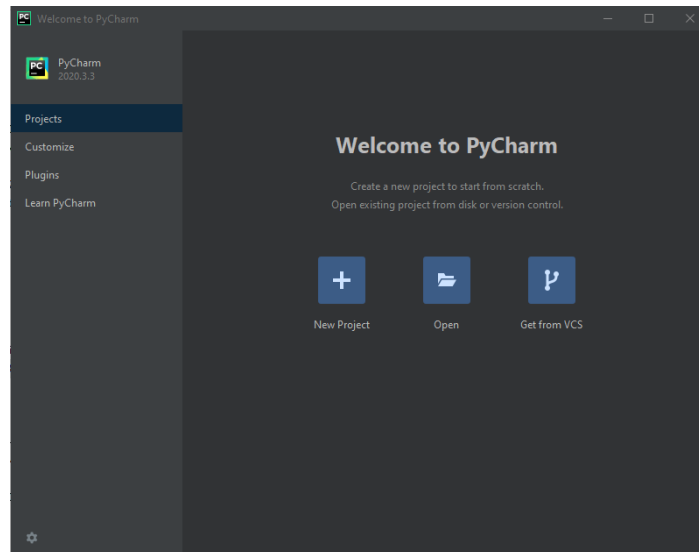 PC Welcome to PyCharm
PC PyCharm
2020.3.3
Projects
Customize
Plugins
Learn PyCharm
Welcome to PyCharm
Create a new project to start from scratch.
Open existing project from disk or version control.
New Project Open Get from VCS